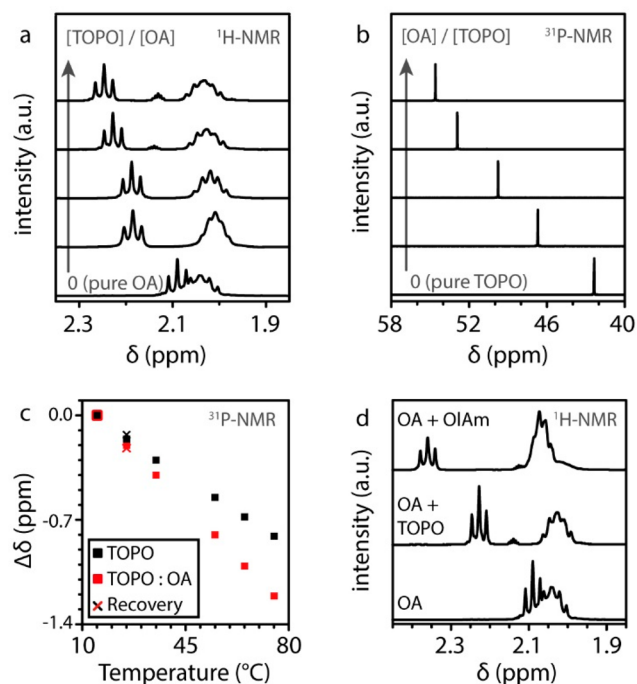 a
[TOPO] / [OA]
¹H-NMR
intensity (a.u.)
0 (pure OA)
2.3
2.1
1.9
δ (ppm)
b
[OA] / [TOPO]
³¹P-NMR
intensity (a.u.)
0 (pure TOPO)
58
52
46
40
δ (ppm)
c
³¹P-NMR
0.0
-0.7
-1.4
Δδ (ppm)
TOPO
TOPO : OA
Recovery
10
45
80
Temperature (°C)
d
OA + OlAm
¹H-NMR
OA +
TOPO
OA
intensity (a.u.)
2.3
2.1
1.9
δ (ppm)